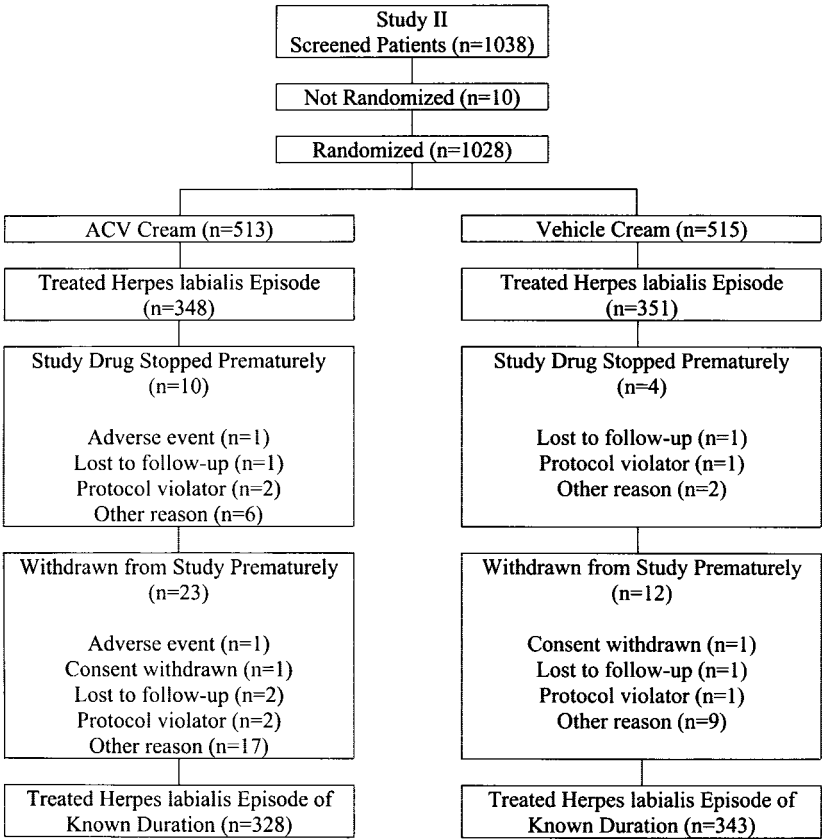 Study II
Screened Patients (n=1038)
Not Randomized (n=10)
Randomized (n=1028)
ACV Cream (n=513)
Treated Herpes labialis Episode
(n=348)
Study Drug Stopped Prematurely
(n=10)
Adverse event (n=1)
Lost to follow-up (n=1)
Protocol violator (n=2)
Other reason (n=6)
Withdrawn from Study Prematurely
(n=23)
Adverse event (n=1)
Consent withdrawn (n=1)
Lost to follow-up (n=2)
Protocol violator (n=2)
Other reason (n=17)
Treated Herpes labialis Episode of
Known Duration (n=328)
Vehicle Cream (n=515)
Treated Herpes labialis Episode
(n=351)
Study Drug Stopped Prematurely
(n=4)
Lost to follow-up (n=1)
Protocol violator (n=1)
Other reason (n=2)
Withdrawn from Study Prematurely
(n=12)
Consent withdrawn (n=1)
Lost to follow-up (n=1)
Protocol violator (n=1)
Other reason (n=9)
Treated Herpes labialis Episode of
Known Duration (n=343)